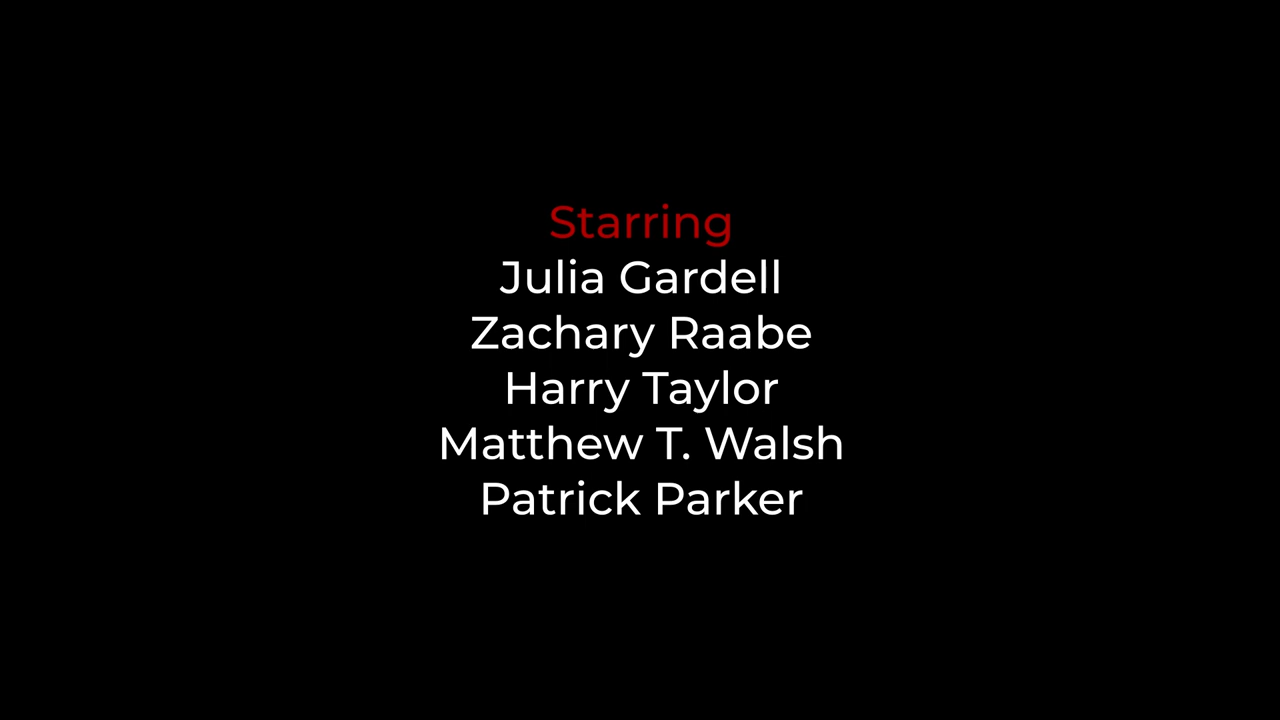 Starring
Julia Gardell
Zachary Raabe
Harry Taylor
Matthew T. Walsh
Patrick Parker